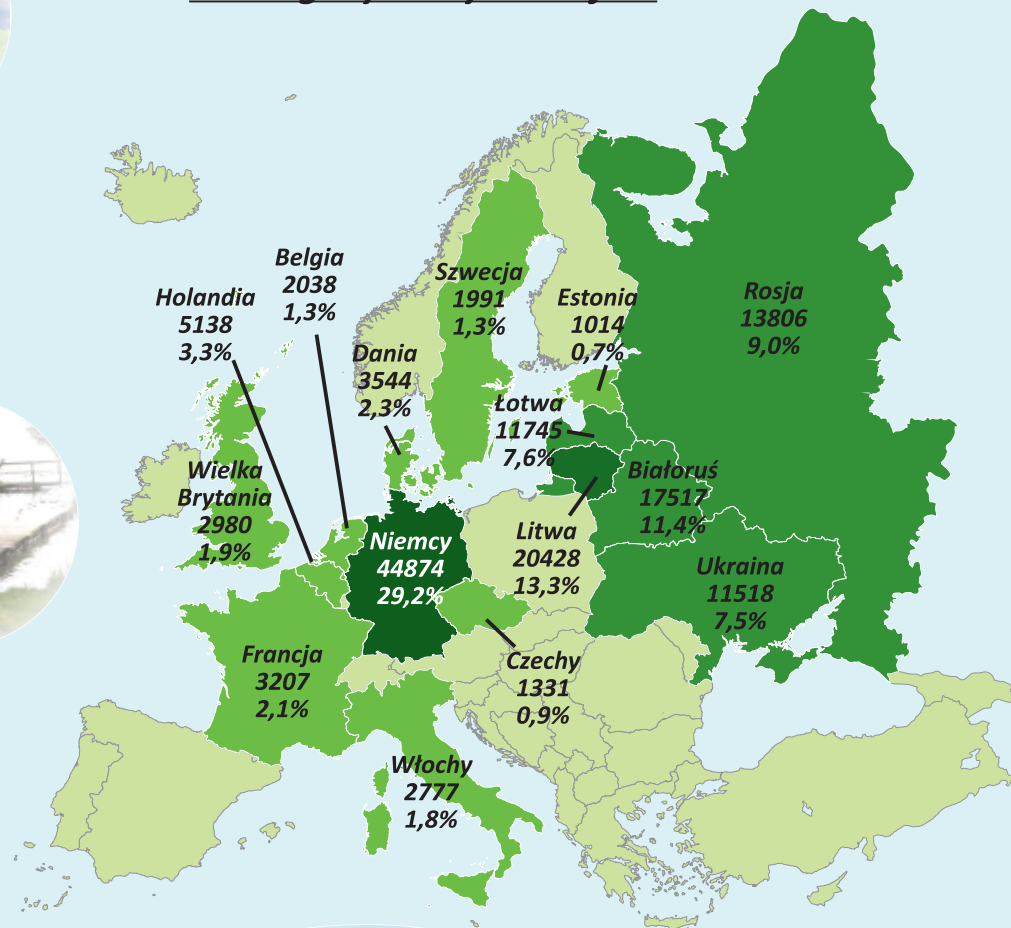 Belgia
2038
1,3%
Holandia
5138
3,3%
Szwecja
1991
1,3%
Estonia
1014
0,7%
Rosja
13806
9,0%
Dania
3544
2,3%
Łotwa
11745
7,6%
Wielka
Brytania
2980
1,9%
Białoruś
17517
11,4%
Niemcy
44874
29,2%
Litwa
20428
13,3%
Ukraina
11518
7,5%
Francja
3207
2,1%
Czechy
1331
0,9%
Włochy
2777
1,8%